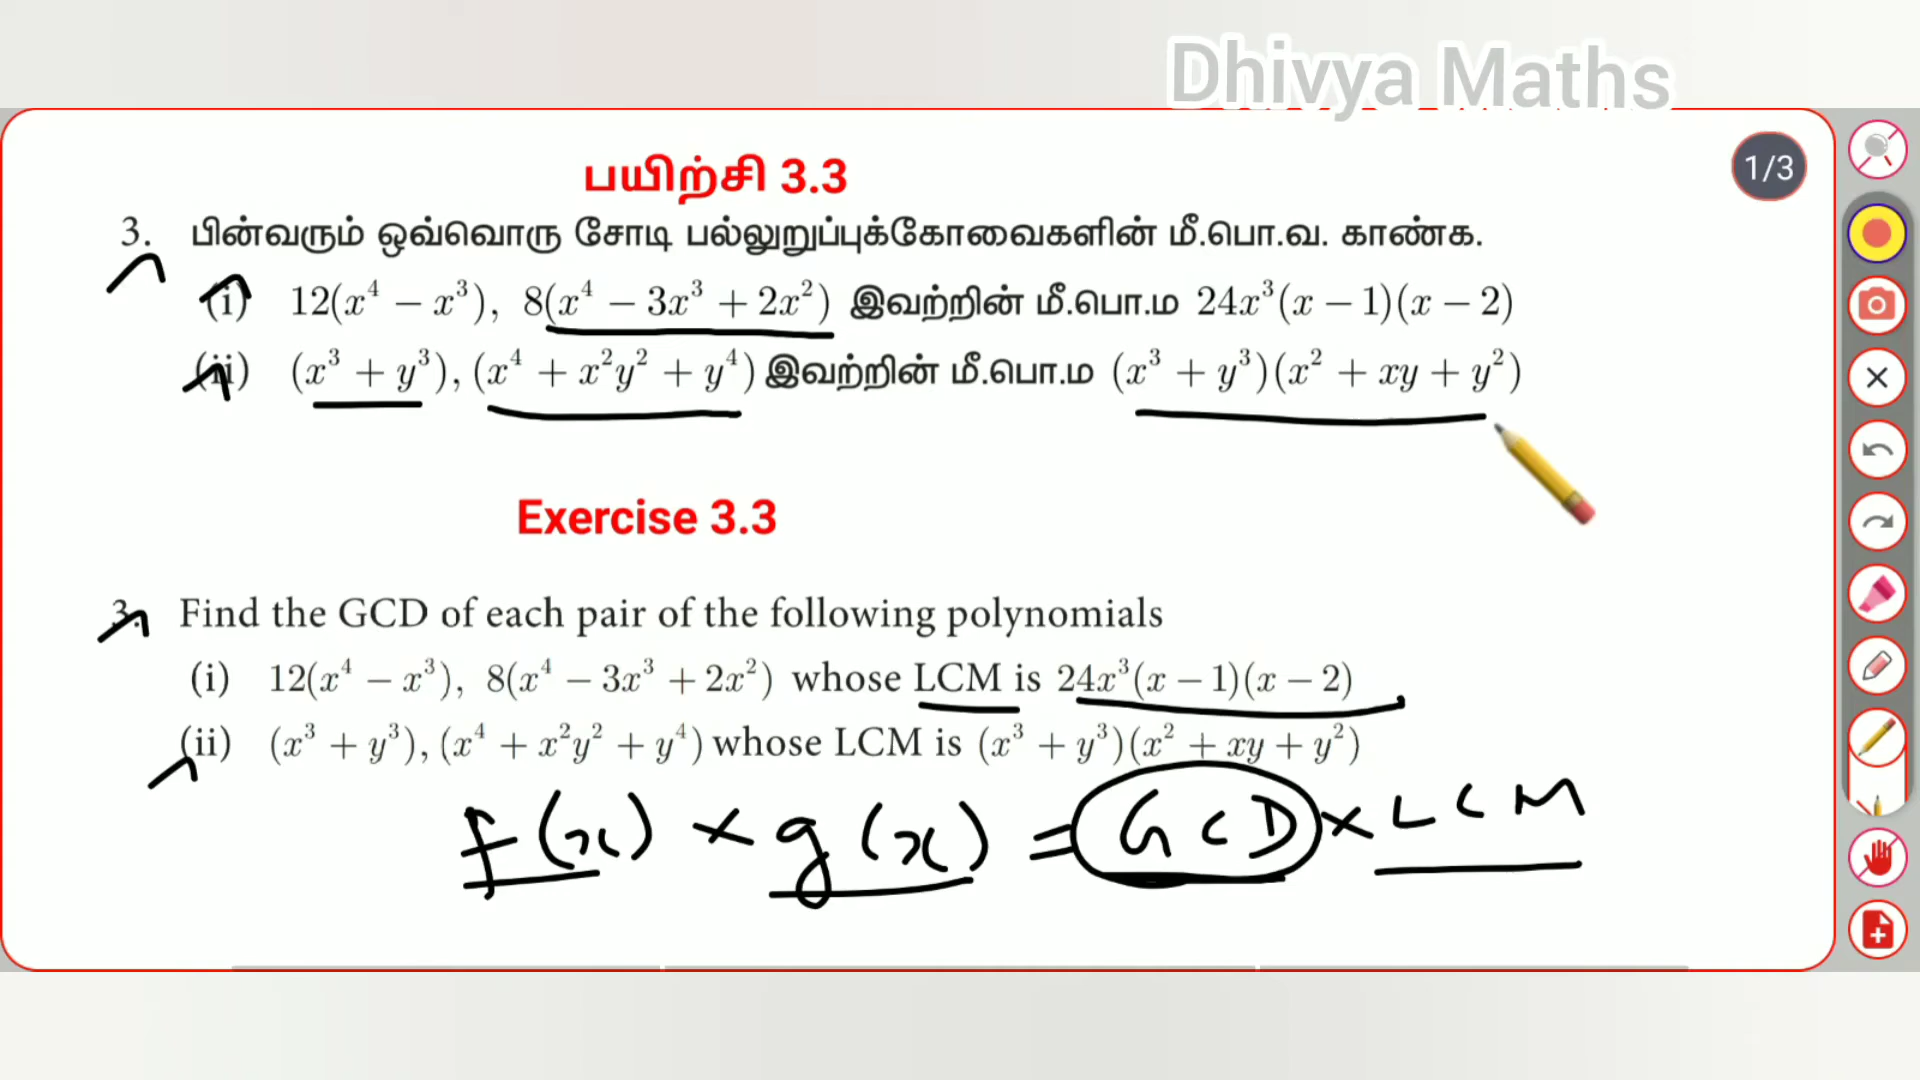 Dhivya Maths
1/3
பயிற்சி 3.3
3. பின்வரும் ஒவ்வொரு சோடி பல்லுறுப்புக்கோவைகளின் மீ.பொ.வ. காண்க.
(i) 12(x⁴ − x³), 8(x⁴ − 3x³ + 2x²) இவற்றின் மீ.பொ.ம 24x³(x − 1)(x − 2)
(ii) (x³ + y³), (x⁴ + x²y² + y⁴) இவற்றின் மீ.பொ.ம (x³ + y³)(x² + xy + y²)
Exercise 3.3
3. Find the GCD of each pair of the following polynomials
(i) 12(x⁴ − x³), 8(x⁴ − 3x³ + 2x²) whose LCM is 24x³(x − 1)(x − 2)
(ii) (x³ + y³), (x⁴ + x²y² + y⁴) whose LCM is (x³ + y³)(x² + xy + y²)
f(x) × g(x) = GCD × LCM